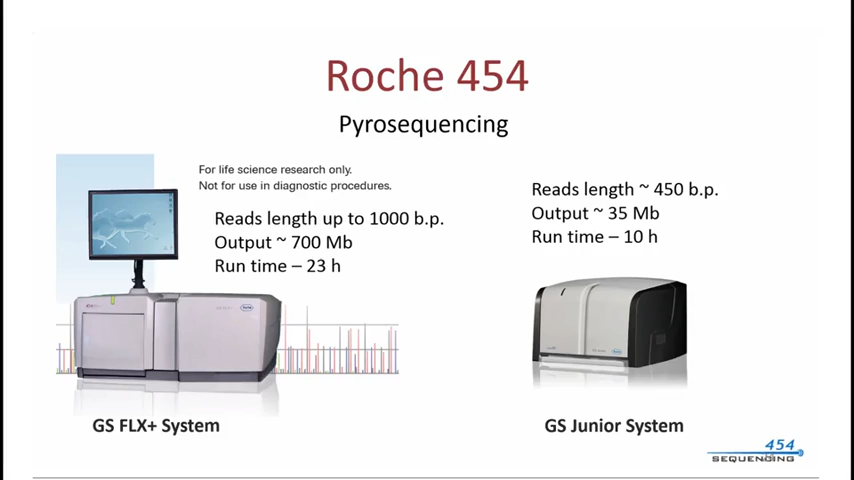 Roche 454
Pyrosequencing
For life science research only.
Not for use in diagnostic procedures.
Reads length up to 1000 b.p.
Output ~ 700 Mb
Run time – 23 h
Reads length ~ 450 b.p.
Output ~ 35 Mb
Run time – 10 h
GS FLX+ System
GS Junior System
454
SEQUENCING